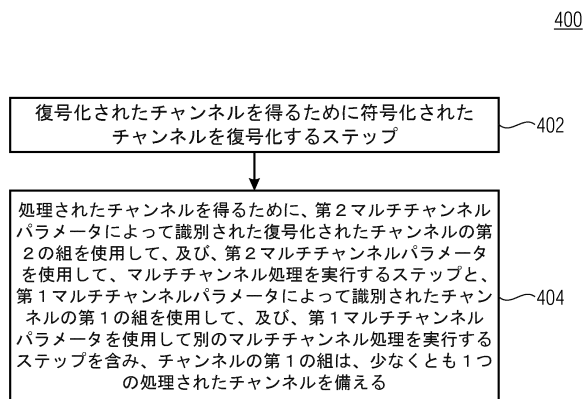 400
復号化されたチャンネルを得るために符号化された
チャンネルを復号化するステップ
402
処理されたチャンネルを得るために、第２マルチチャンネル
パラメータによって識別された復号化されたチャンネルの第
２の組を使用して、及び、第２マルチチャンネルパラメータ
を使用して、マルチチャンネル処理を実行するステップと、
第１マルチチャンネルパラメータによって識別されたチャン
ネルの第１の組を使用して、及び、第１マルチチャンネル
パラメータを使用して別のマルチチャンネル処理を実行する
ステップを含み、チャンネルの第１の組は、少なくとも１つ
の処理されたチャンネルを備える
404